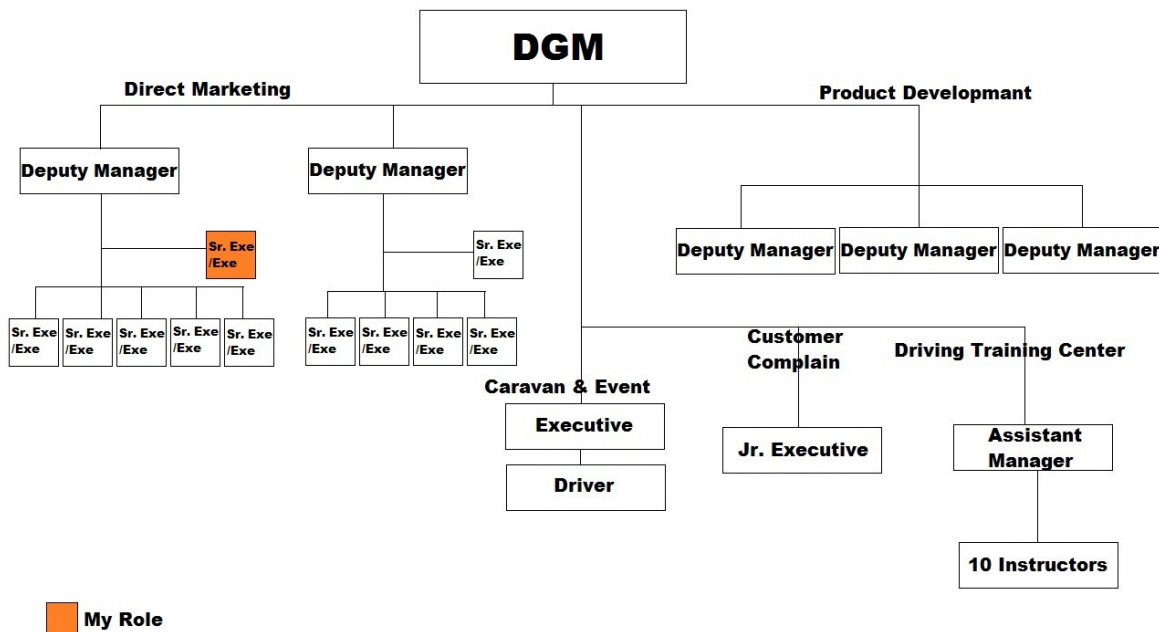 DGM
Direct Marketing
Product Developmant
Deputy Manager
Deputy Manager
Sr. Exe
/Exe
Sr. Exe
/Exe
Deputy Manager
Deputy Manager
Deputy Manager
Sr. Exe
/Exe
Sr. Exe
/Exe
Sr. Exe
/Exe
Sr. Exe
/Exe
Sr. Exe
/Exe
Sr. Exe
/Exe
Sr. Exe
/Exe
Sr. Exe
/Exe
Sr. Exe
/Exe
Customer
Complain
Driving Training Center
Caravan & Event
Executive
Driver
Jr. Executive
Assistant
Manager
10 Instructors
My Role